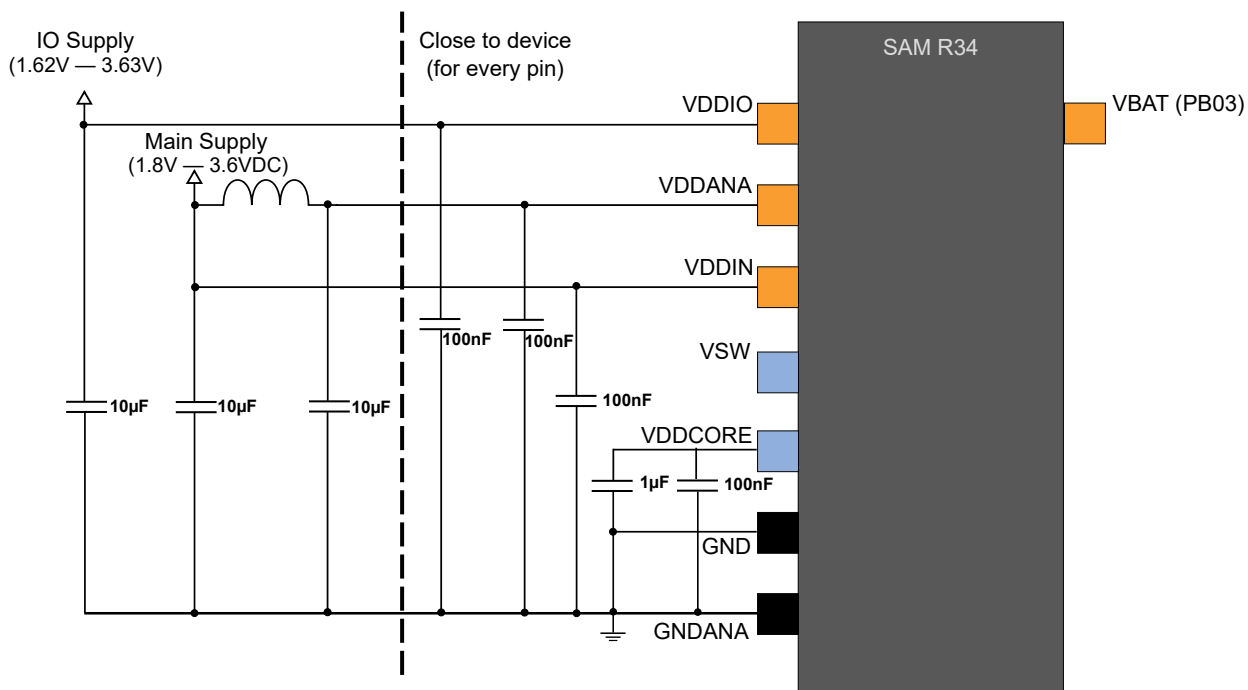 IO Supply
(1.62V — 3.63V)
Close to device
(for every pin)
SAM R34
VDDIO
VBAT (PB03)
Main Supply
(1.8V — 3.6VDC)
VDDANA
VDDIN
100nF
100nF
VSW
10µF
10µF
10µF
100nF
VDDCORE
1µF
100nF
GND
GNDANA